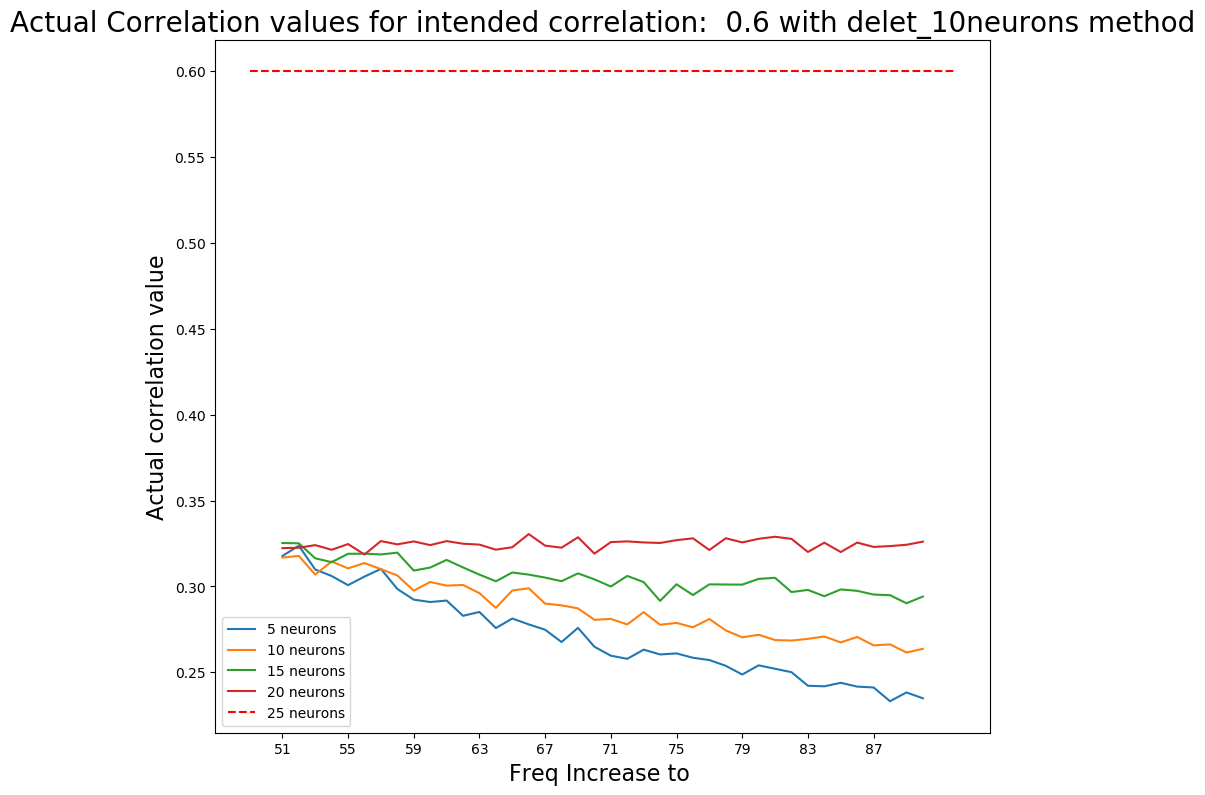 Actual Correlation values for intended correlation:  0.6 with delet_10neurons method
Actual correlation value
0.60
0.55
0.50
0.45
0.40
0.35
0.30
0.25
5 neurons
10 neurons
15 neurons
20 neurons
25 neurons
51 55 59 63 67 71 75 79 83 87
Freq Increase to